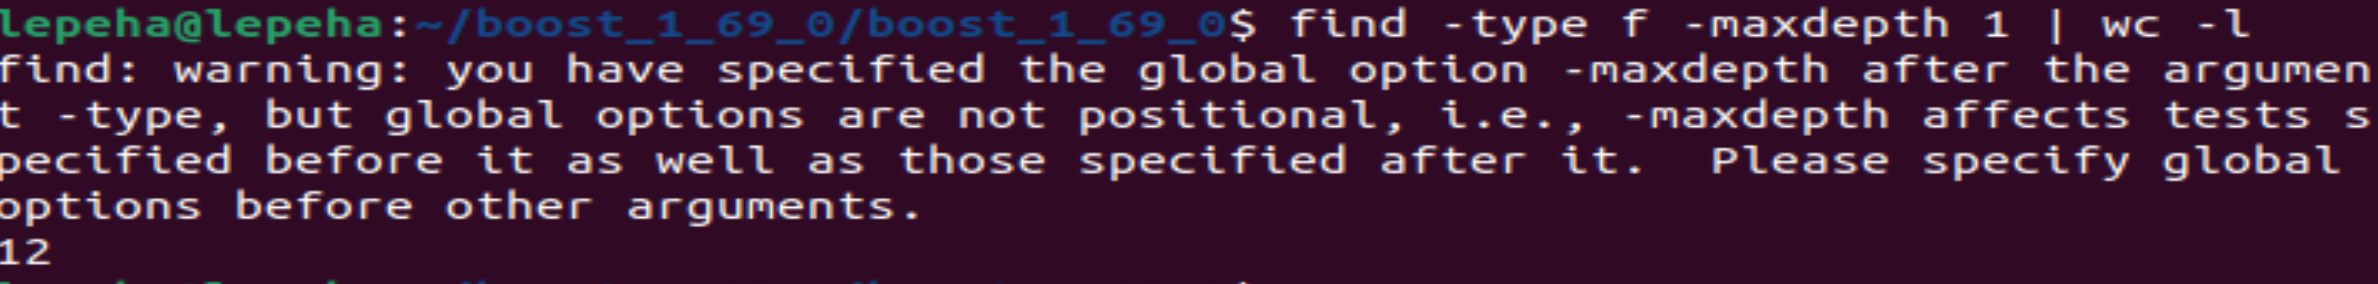 lepeha@lepeha:~/boost_1_69_0/boost_1_69_0$ find -type f -maxdepth 1 | wc -l
find: warning: you have specified the global option -maxdepth after the argumen
t -type, but global options are not positional, i.e., -maxdepth affects tests s
pecified before it as well as those specified after it.  Please specify global
options before other arguments.
12